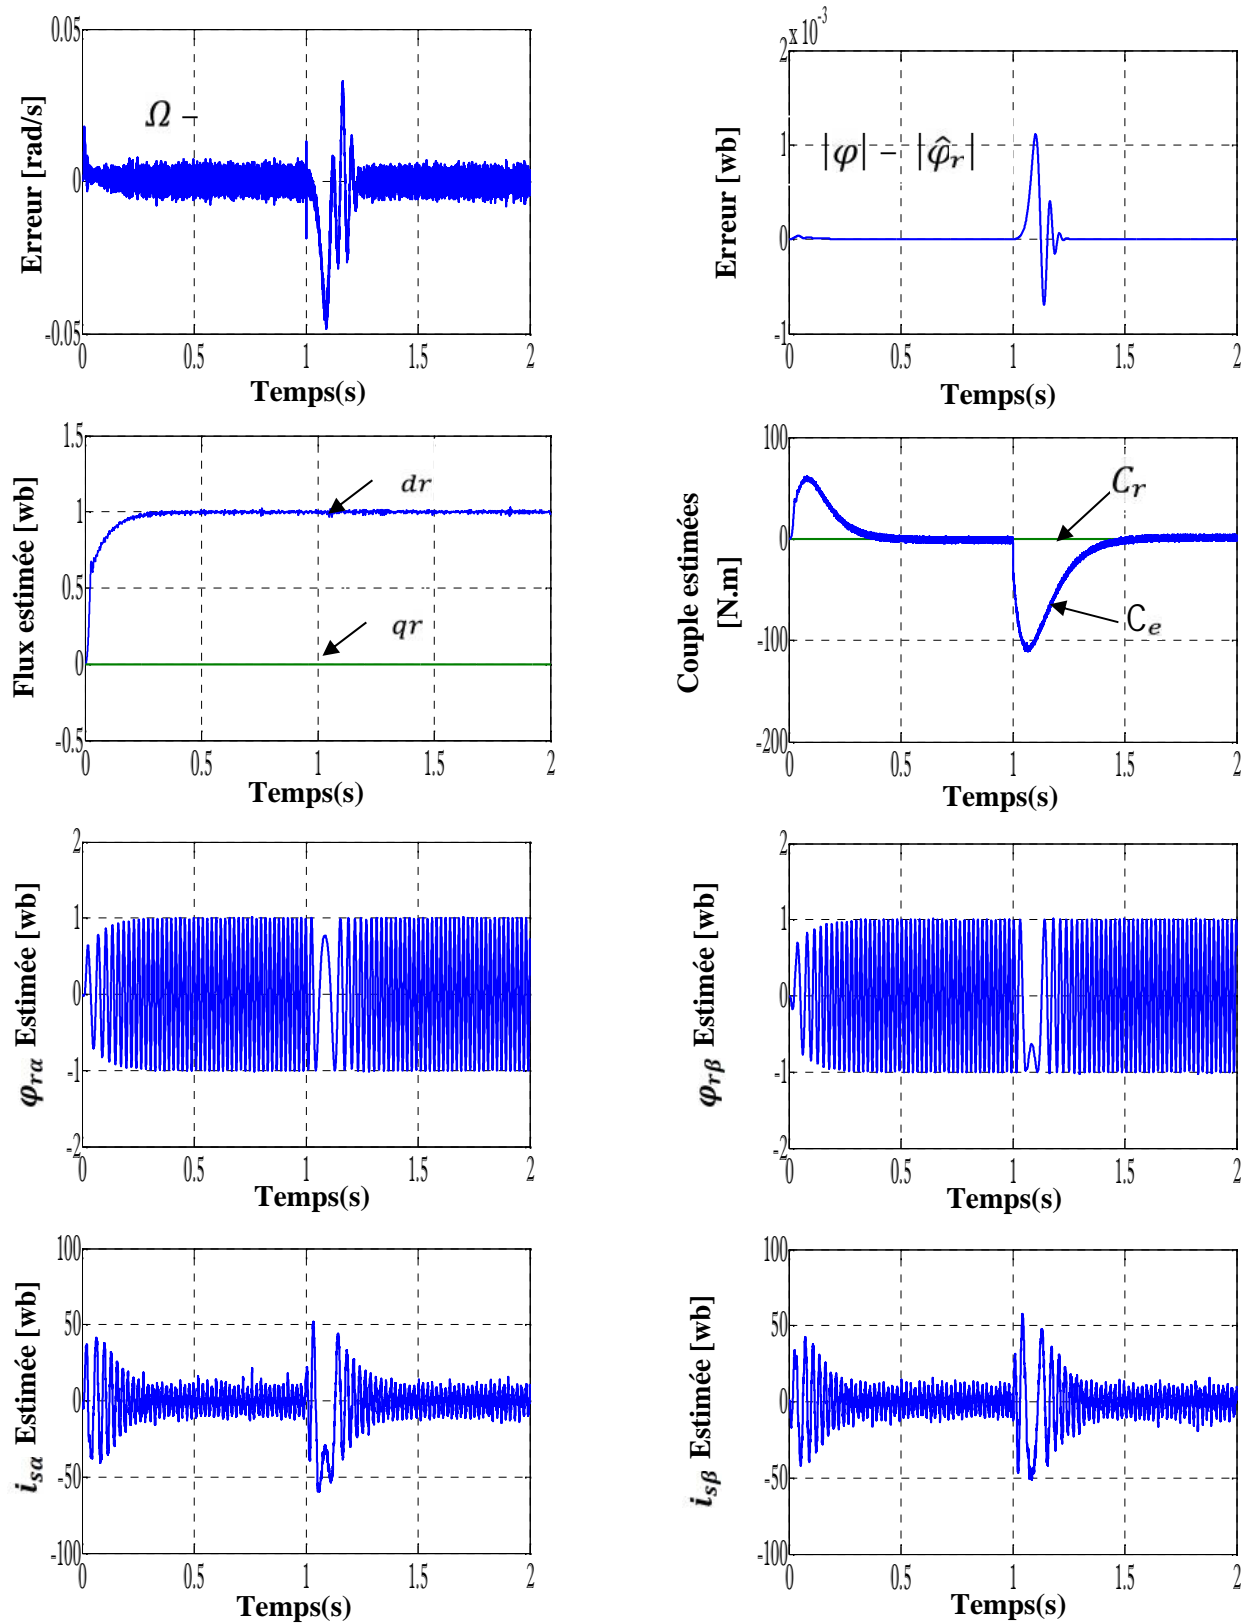 0.05
0
-0.05
Erreur [rad/s]
Ω –
0 0.5 1 1.5 2
Temps(s)
x 10⁻³
2
1
0
-1
Erreur [wb]
|φ| – |φ̂ᵣ|
0 0.5 1 1.5 2
Temps(s)
1.5
1
0.5
0
-0.5
Flux estimée [wb]
dr
qr
0 0.5 1 1.5 2
Temps(s)
100
0
-100
-200
Couple estimées
[N.m]
Cᵣ
Cₑ
0 0.5 1 1.5 2
Temps(s)
2
1
0
-1
-2
φrα Estimée [wb]
0 0.5 1 1.5 2
Temps(s)
2
1
0
-1
-2
φrβ Estimée [wb]
0 0.5 1 1.5 2
Temps(s)
100
50
0
-50
-100
isα Estimée [wb]
0 0.5 1 1.5 2
Temps(s)
100
50
0
-50
-100
isβ Estimée [wb]
0 0.5 1 1.5 2
Temps(s)